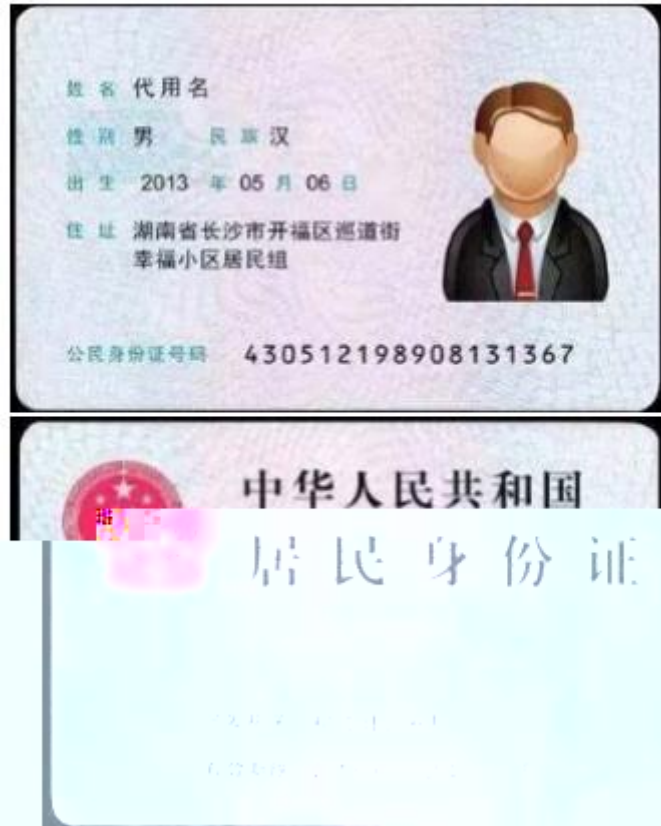 姓名 代用名
性别 男 民族 汉
出生 2013 年 05 月 06 日
住址 湖南省长沙市开福区巡道街
幸福小区居民组
公民身份证号码 430512198908131367
中华人民共和国
居民身份证